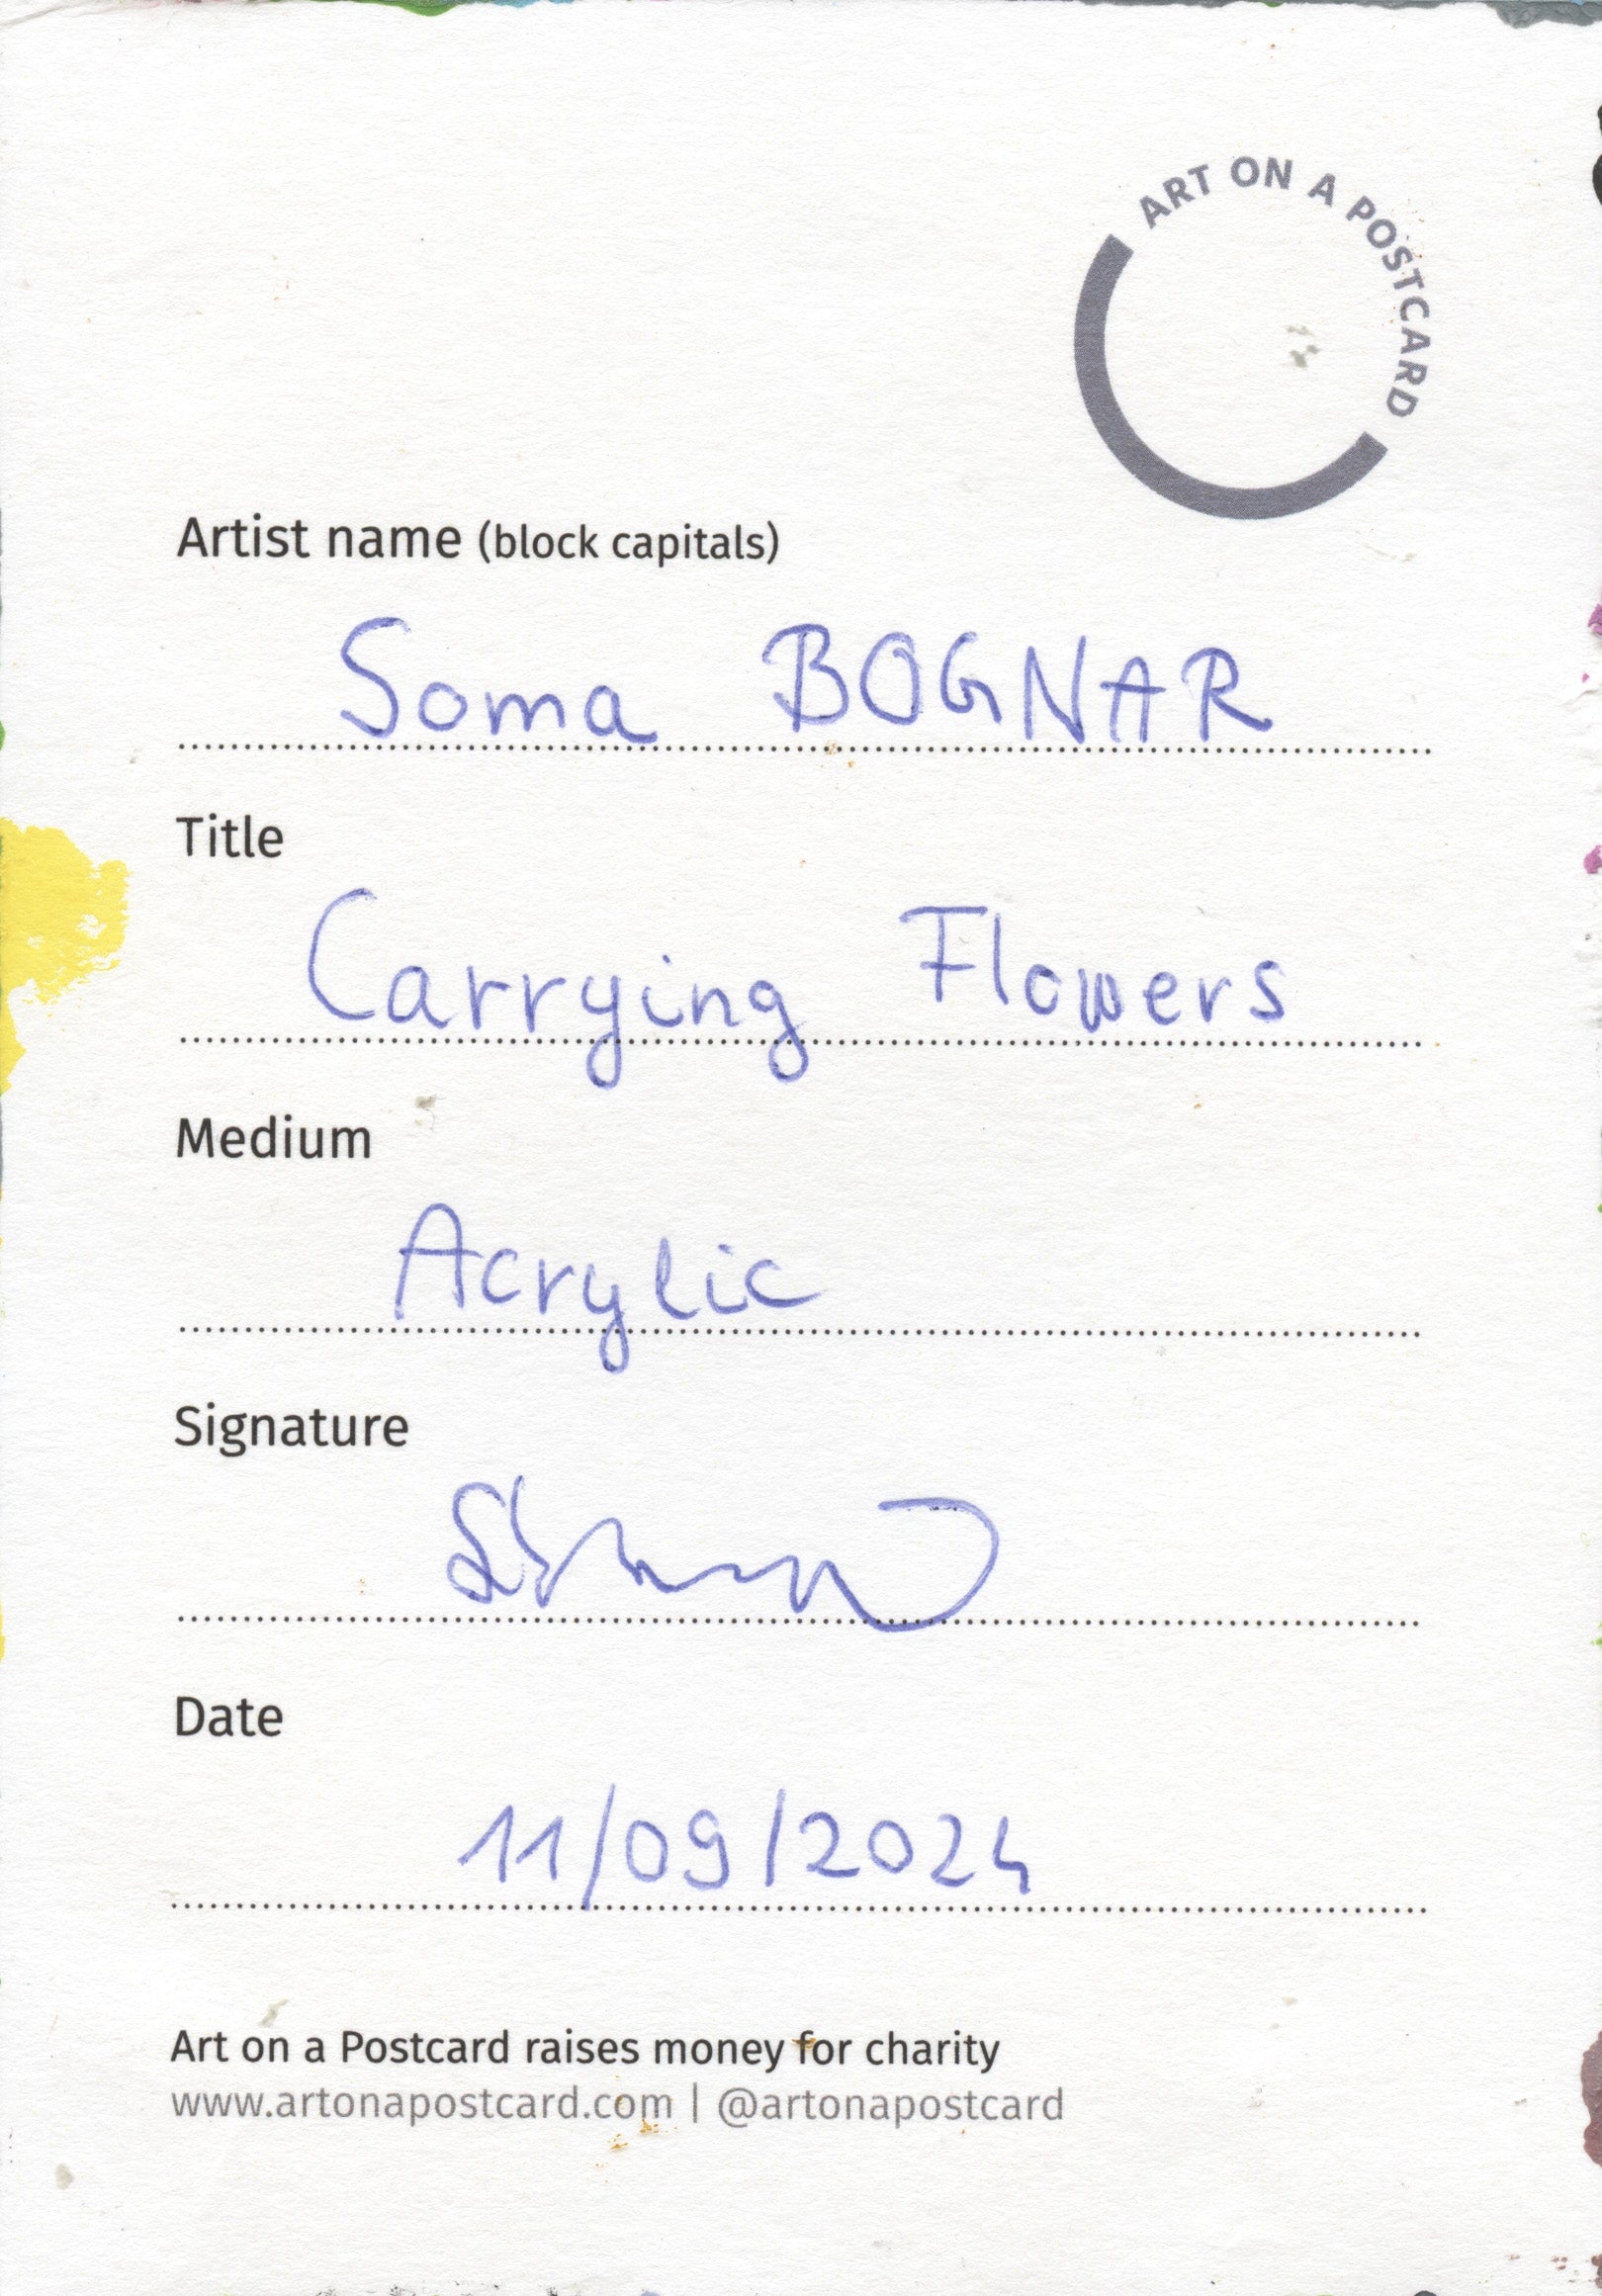 ART ON A POSTCARD
Artist name (block capitals)
Soma BOGNAR
Title
Carrying Flowers
Medium
Acrylic
Signature
Date
11/09/2024
Art on a Postcard raises money for charity
www.artonapostcard.com | @artonapostcard